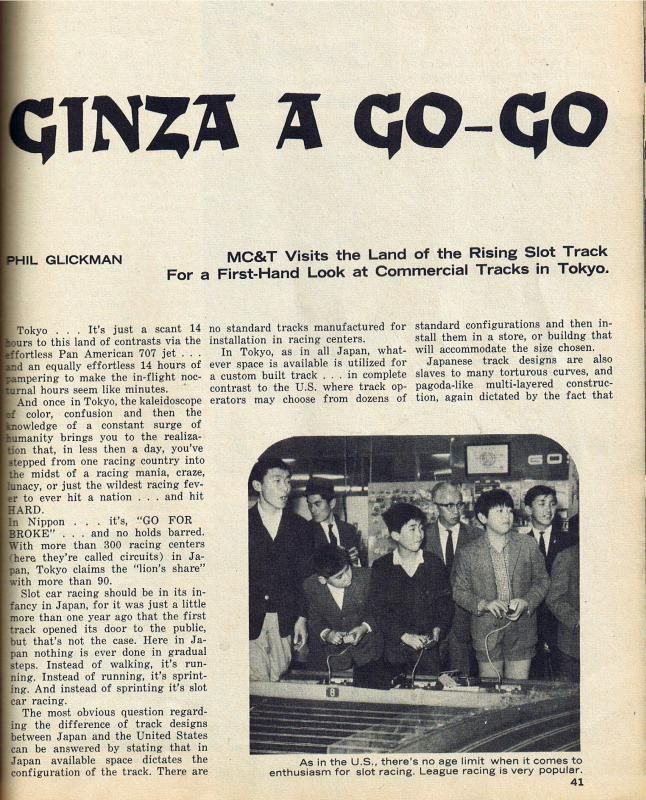 GINZA A GO-GO
PHIL GLICKMAN
MC&T Visits the Land of the Rising Slot Track
For a First-Hand Look at Commercial Tracks in Tokyo.
Tokyo . . . It's just a scant 14
hours to this land of contrasts via the
effortless Pan American 707 jet . . .
and an equally effortless 14 hours of
pampering to make the in-flight noc-
turnal hours seem like minutes.
And once in Tokyo, the kaleidoscope
of color, confusion and then the
knowledge of a constant surge of
humanity brings you to the realiza-
tion that, in less then a day, you've
stepped from one racing country into
the midst of a racing mania, craze,
lunacy, or just the wildest racing fev-
er to ever hit a nation . . . and hit
HARD.
In Nippon . . . it's, "GO FOR
BROKE" . . . and no holds barred.
With more than 300 racing centers
(here they're called circuits) in Ja-
pan, Tokyo claims the "lion's share"
with more than 90.
Slot car racing should be in its in-
fancy in Japan, for it was just a little
more than one year ago that the first
track opened its door to the public,
but that's not the case. Here in Ja-
pan nothing is ever done in gradual
steps. Instead of walking, it's run-
ning. Instead of running, it's sprint-
ing. And instead of sprinting it's slot
car racing.
The most obvious question regard-
ing the difference of track designs
between Japan and the United States
can be answered by stating that in
Japan available space dictates the
configuration of the track. There are
no standard tracks manufactured for
installation in racing centers.
In Tokyo, as in all Japan, what-
ever space is available is utilized for
a custom built track . . . in complete
contrast to the U.S. where track op-
erators may choose from dozens of
standard configurations and then in-
stall them in a store, or buildng that
will accommodate the size chosen.
Japanese track designs are also
slaves to many torturous curves, and
pagoda-like multi-layered construc-
tion, again dictated by the fact that
GO
8
As in the U.S., there's no age limit when it comes to
enthusiasm for slot racing. League racing is very popular.
41